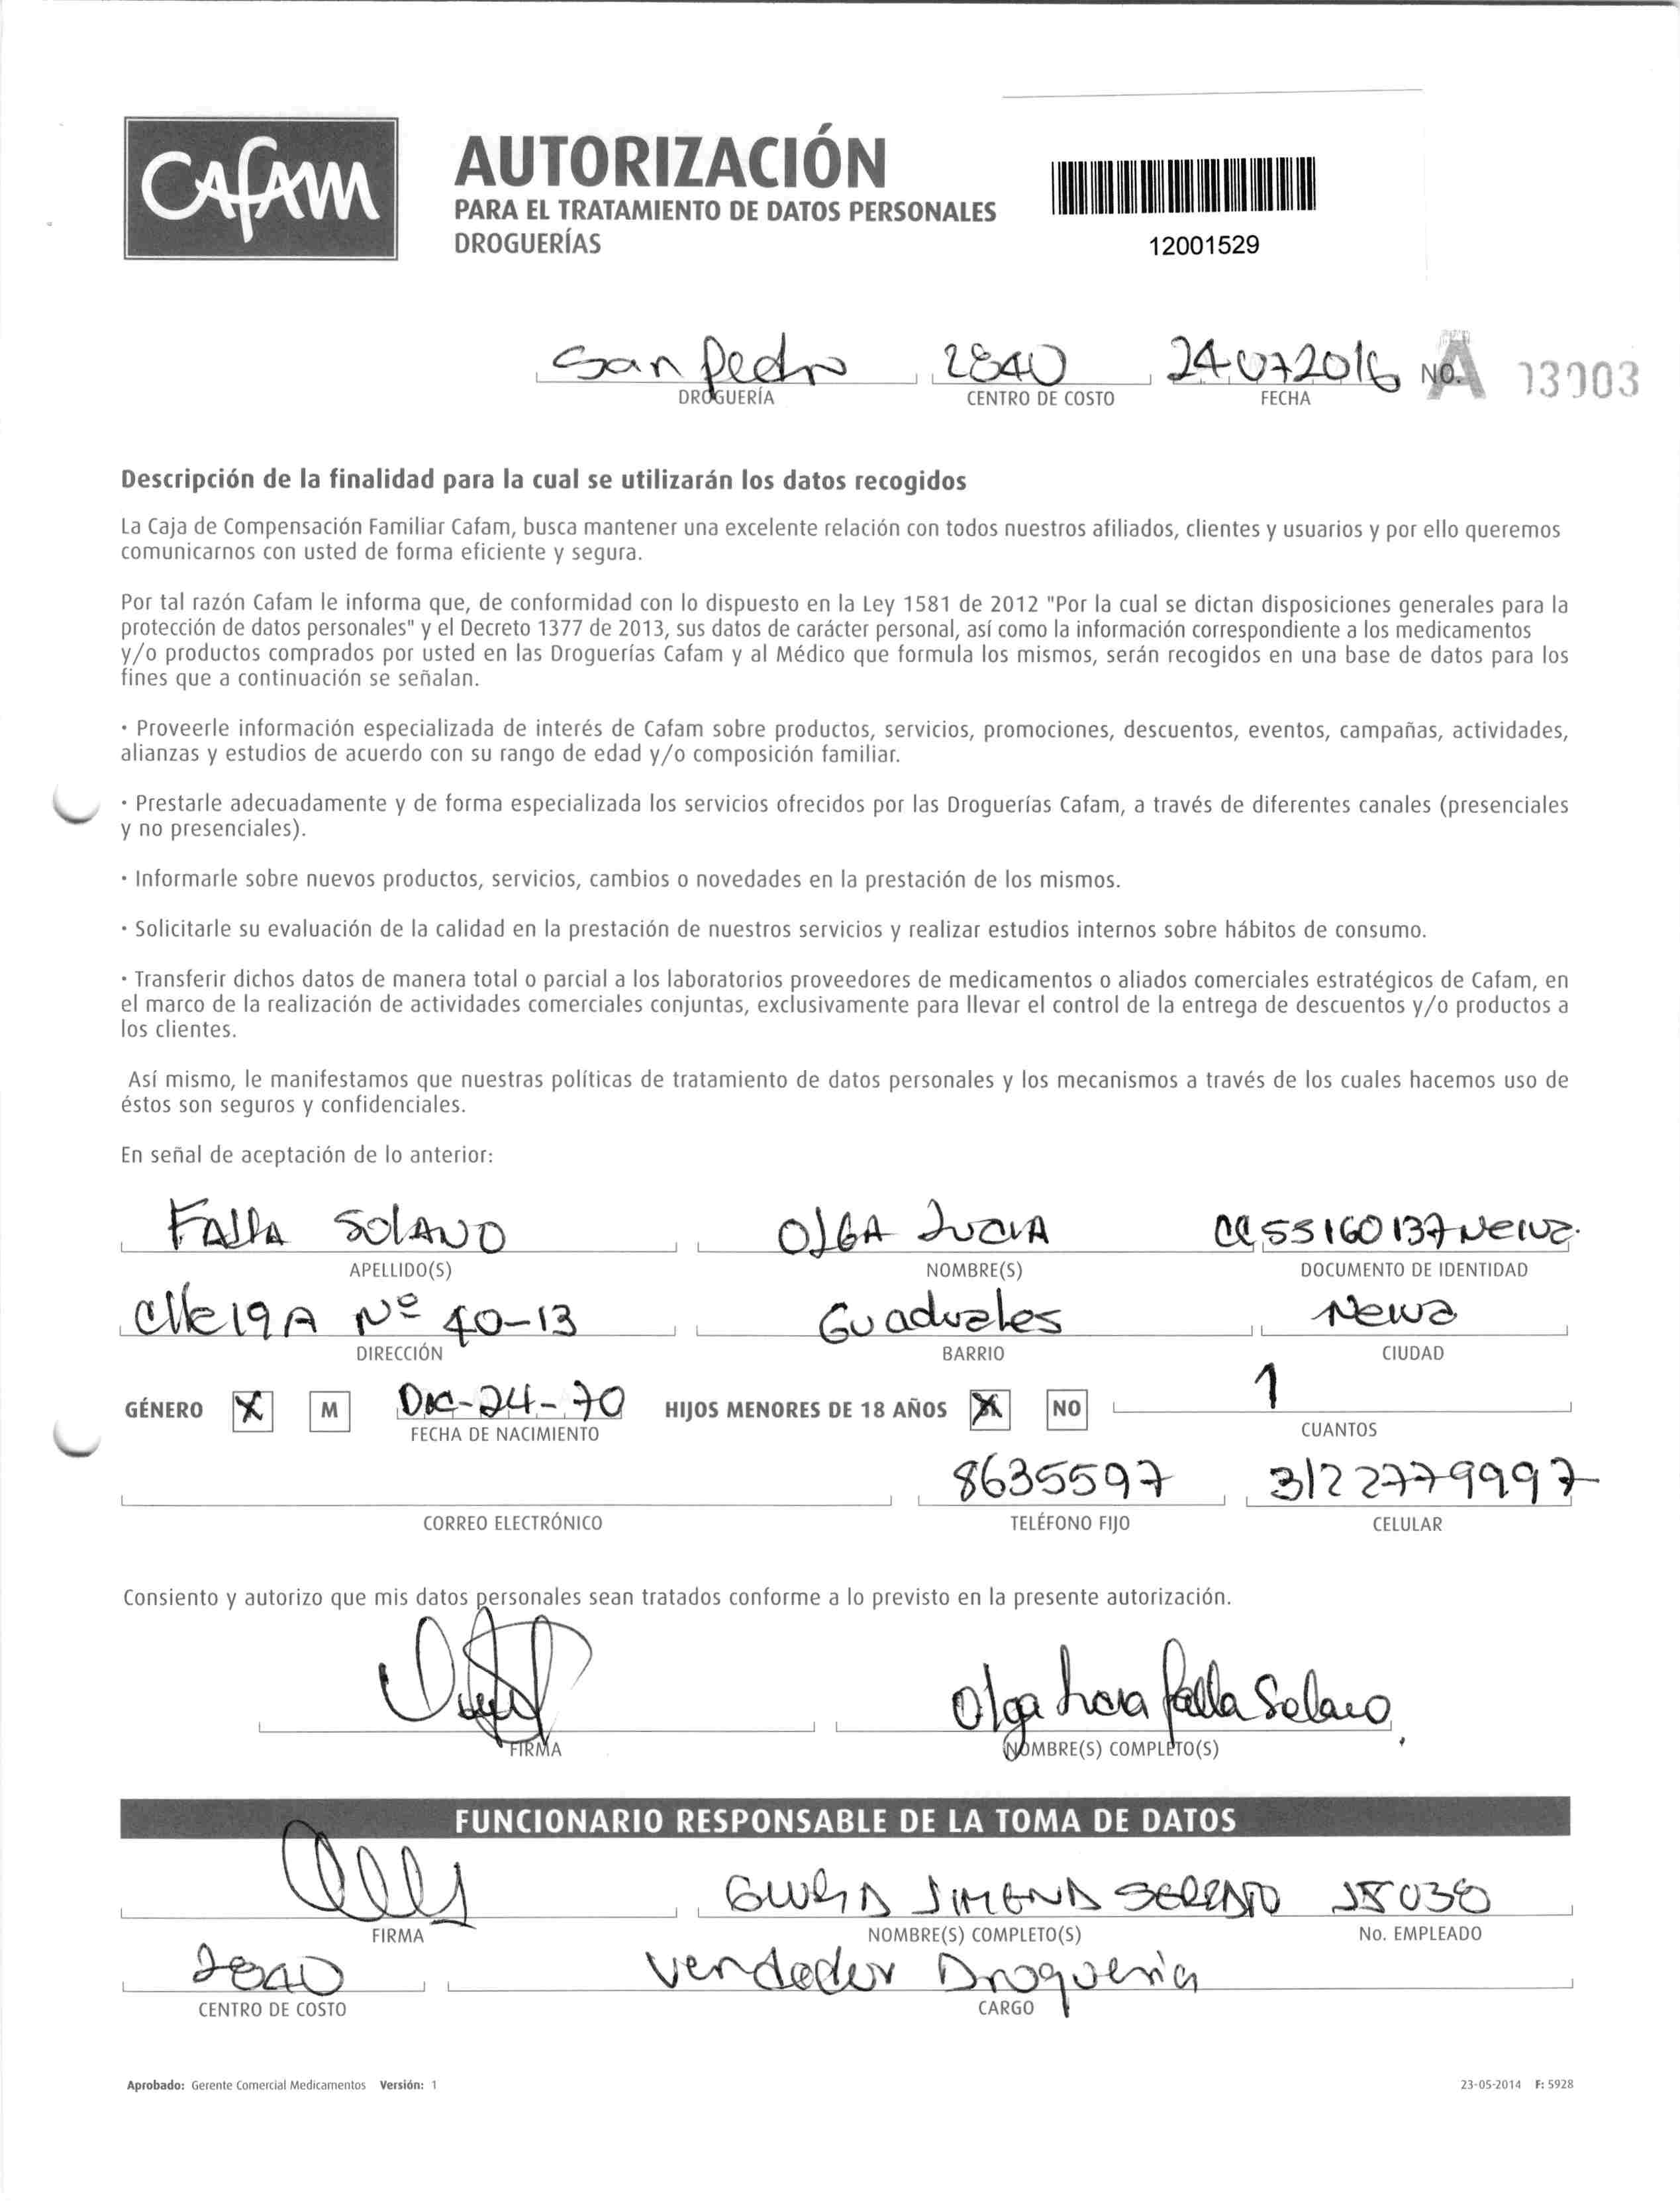 CAFAM
AUTORIZACIÓN
PARA EL TRATAMIENTO DE DATOS PERSONALES
DROGUERÍAS
12001529
San Pedro 2840 24072016 NO. A 13003
DROGUERÍA CENTRO DE COSTO FECHA
Descripción de la finalidad para la cual se utilizarán los datos recogidos
La Caja de Compensación Familiar Cafam, busca mantener una excelente relación con todos nuestros afiliados, clientes y usuarios y por ello queremos
comunicarnos con usted de forma eficiente y segura.
Por tal razón Cafam le informa que, de conformidad con lo dispuesto en la Ley 1581 de 2012 "Por la cual se dictan disposiciones generales para la
protección de datos personales" y el Decreto 1377 de 2013, sus datos de carácter personal, así como la información correspondiente a los medicamentos
y/o productos comprados por usted en las Droguerías Cafam y al Médico que formula los mismos, serán recogidos en una base de datos para los
fines que a continuación se señalan.
· Proveerle información especializada de interés de Cafam sobre productos, servicios, promociones, descuentos, eventos, campañas, actividades,
alianzas y estudios de acuerdo con su rango de edad y/o composición familiar.
· Prestarle adecuadamente y de forma especializada los servicios ofrecidos por las Droguerías Cafam, a través de diferentes canales (presenciales
y no presenciales).
· Informarle sobre nuevos productos, servicios, cambios o novedades en la prestación de los mismos.
· Solicitarle su evaluación de la calidad en la prestación de nuestros servicios y realizar estudios internos sobre hábitos de consumo.
· Transferir dichos datos de manera total o parcial a los laboratorios proveedores de medicamentos o aliados comerciales estratégicos de Cafam, en
el marco de la realización de actividades comerciales conjuntas, exclusivamente para llevar el control de la entrega de descuentos y/o productos a
los clientes.
Así mismo, le manifestamos que nuestras políticas de tratamiento de datos personales y los mecanismos a través de los cuales hacemos uso de
éstos son seguros y confidenciales.
En señal de aceptación de lo anterior:
FAllA SOlANO OlGA LUCIA CC 55160137 Neiva.
APELLIDO(S) NOMBRE(S) DOCUMENTO DE IDENTIDAD
Clle 19 A Nº 40-13 Guaduales Neiva
DIRECCIÓN BARRIO CIUDAD
GÉNERO X M Dic-24-70 HIJOS MENORES DE 18 AÑOS X NO 1
FECHA DE NACIMIENTO CUANTOS
8635597 3122779997
CORREO ELECTRÓNICO TELÉFONO FIJO CELULAR
Consiento y autorizo que mis datos personales sean tratados conforme a lo previsto en la presente autorización.
Olga Lucia Falla Solano
FIRMA NOMBRE(S) COMPLETO(S)
FUNCIONARIO RESPONSABLE DE LA TOMA DE DATOS
JIMENA SERRATO 25030
FIRMA NOMBRE(S) COMPLETO(S) No. EMPLEADO
2840 Vendedor Drogueria
CENTRO DE COSTO CARGO
Aprobado: Gerente Comercial Medicamentos Versión: 1 23-05-2014 F: 5928